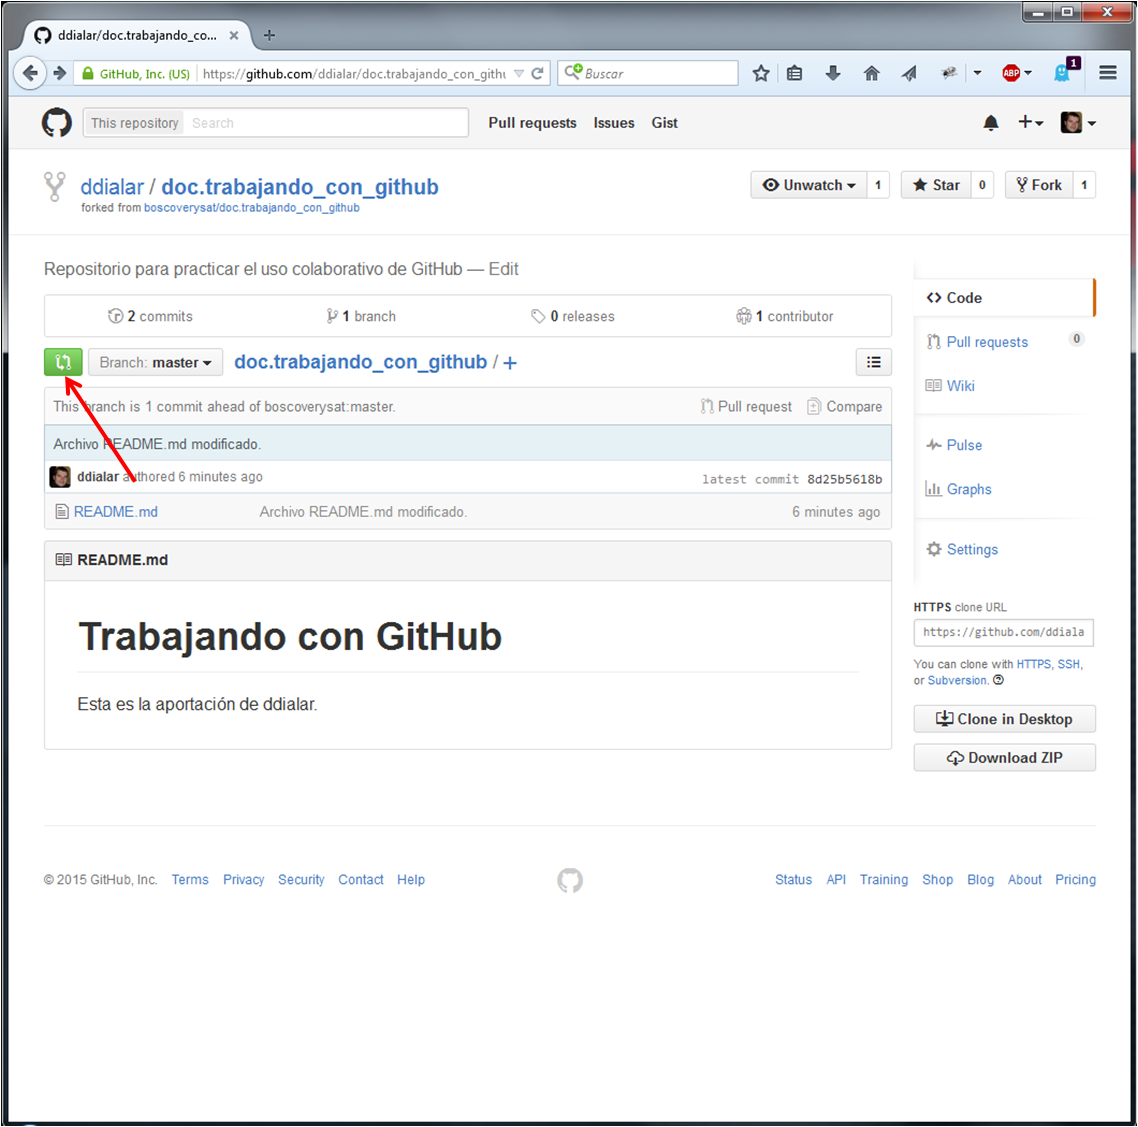 ddialar/doc.trabajando_co...
GitHub, Inc. (US) https://github.com/ddialar/doc.trabajando_con_githu
Buscar
ABP
1
This repository Search
Pull requests Issues Gist
ddialar / doc.trabajando_con_github
forked from boscoverysat/doc.trabajando_con_github
Unwatch 1
Star 0
Fork 1
Repositorio para practicar el uso colaborativo de GitHub — Edit
2 commits
1 branch
0 releases
1 contributor
Branch: master
doc.trabajando_con_github / +
This branch is 1 commit ahead of boscoverysat:master.
Pull request
Compare
Archivo README.md modificado.
ddialar authored 6 minutes ago
latest commit 8d25b5618b
README.md Archivo README.md modificado. 6 minutes ago
README.md
Trabajando con GitHub
Esta es la aportación de ddialar.
Code
Pull requests 0
Wiki
Pulse
Graphs
Settings
HTTPS clone URL
https://github.com/ddiala
You can clone with HTTPS, SSH,
or Subversion.
Clone in Desktop
Download ZIP
© 2015 GitHub, Inc. Terms Privacy Security Contact Help
Status API Training Shop Blog About Pricing